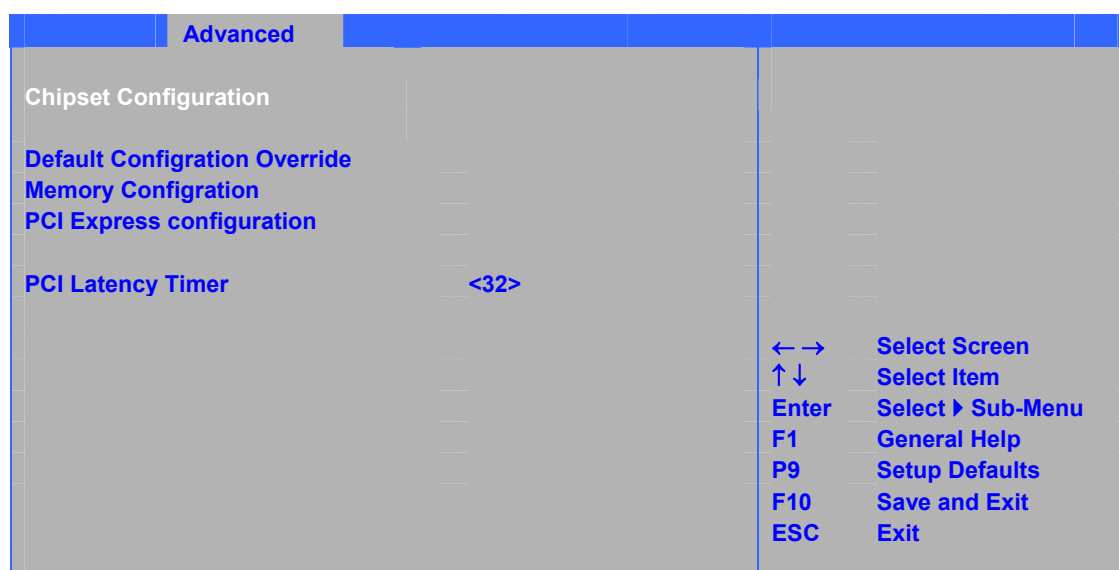 Advanced
Chipset Configuration
Default Configration Override
Memory Configration
PCI Express configuration
PCI Latency Timer <32>
← → Select Screen
↑ ↓ Select Item
Enter Select ▶ Sub-Menu
F1 General Help
P9 Setup Defaults
F10 Save and Exit
ESC Exit